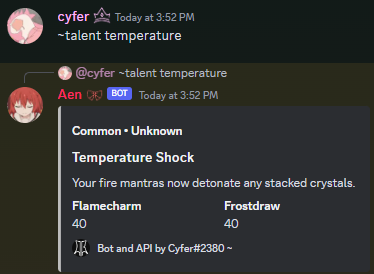 cyfer Today at 3:52 PM
~talent temperature
@cyfer ~talent temperature
Aen BOT Today at 3:52 PM
Common • Unknown
Temperature Shock
Your fire mantras now detonate any stacked crystals.
Flamecharm Frostdraw
40 40
Bot and API by Cyfer#2380 ~